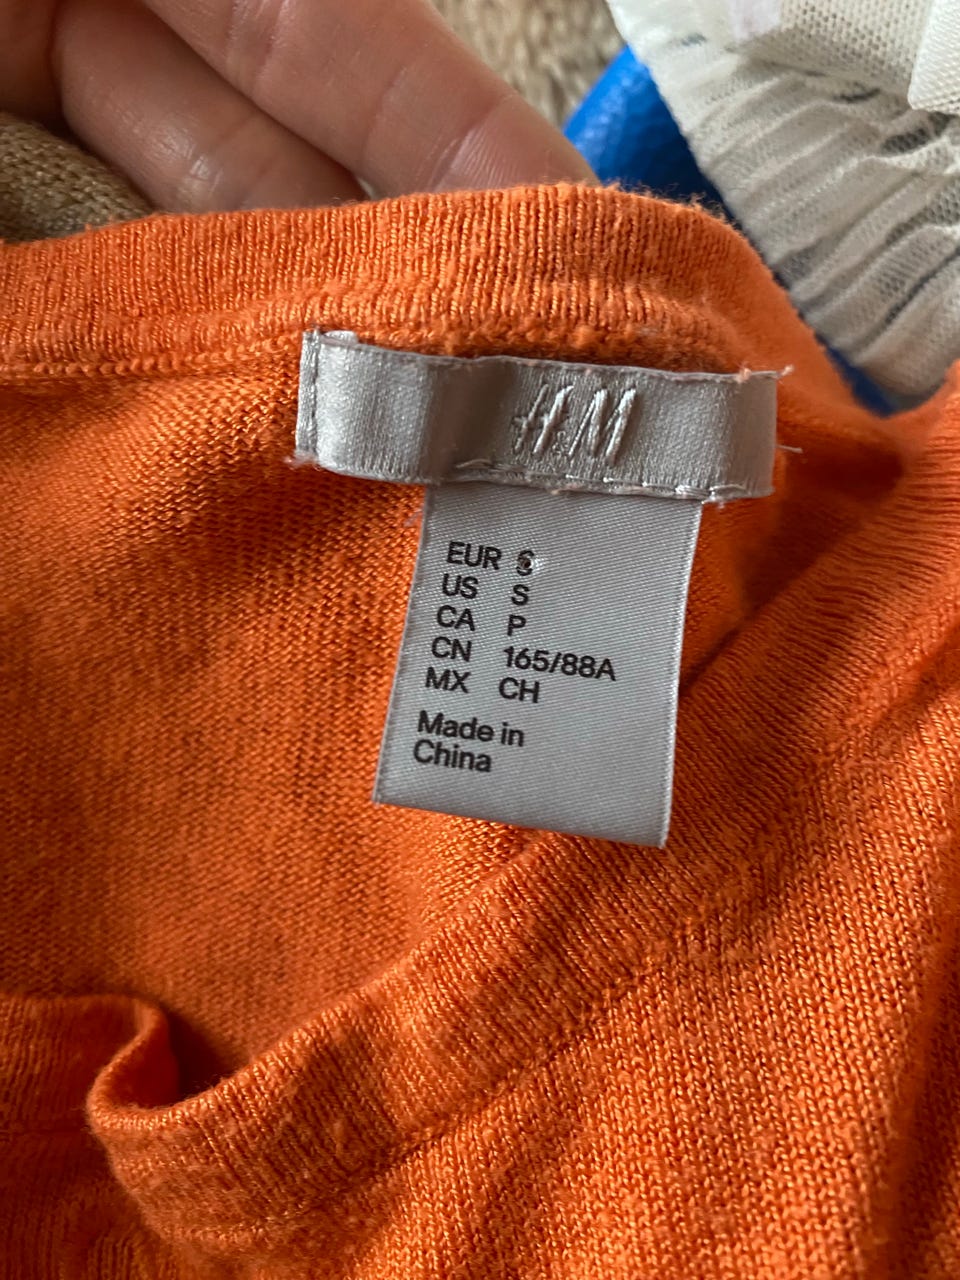 H&M
EUR S
US S
CA P
CN 165/88A
MX CH
Made in
China